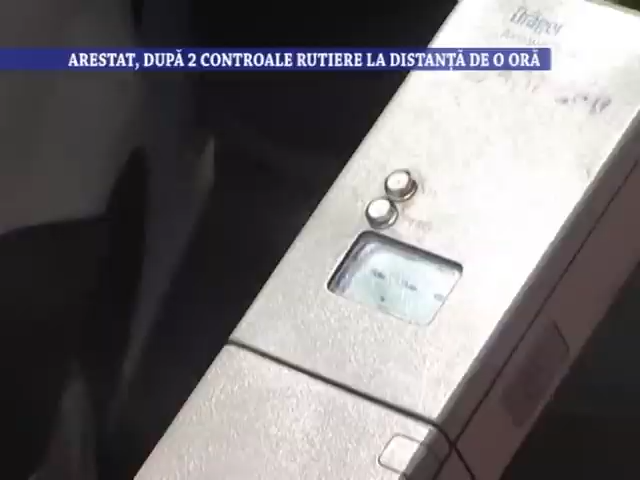 Dräger
ARESTAT, DUPĂ 2 CONTROALE RUTIERE LA DISTANȚĂ DE O ORĂ